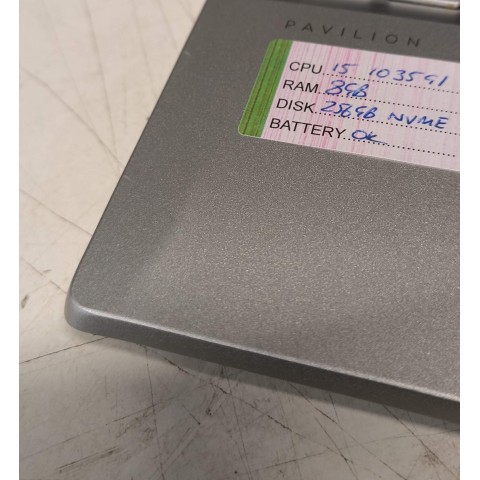 PAVILION
CPU i5 1035G1
RAM 8GB
DISK 256GB NVME
BATTERY OK